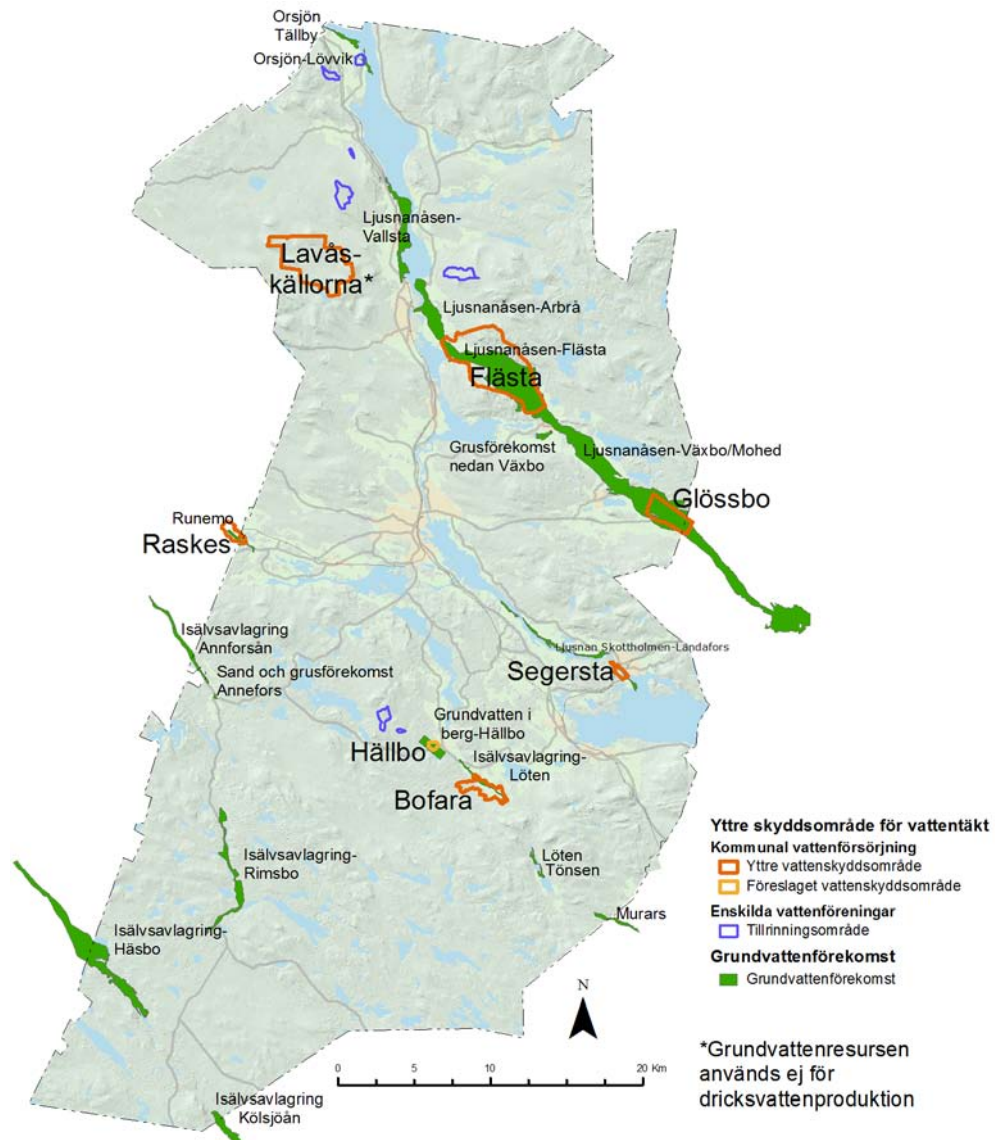 Orsjön
Tällby
Orsjön-Lövvik
Ljusnanåsen-
Vallsta
Lavås-
källorna*
Ljusnanåsen-Arbrå
Ljusnanåsen-Flästa
Flästa
Grusförekomst
nedan Växbo
Ljusnanåsen-Växbo/Mohed
Glössbo
Runemo
Raskes
Isälvsavlagring
Annforsån
Sand och grusförekomst
Annefors
Ljusnan Skottholmen-Landafors
Segersta
Grundvatten i
berg-Hällbo
Hällbo
Isälvsavlagring-
Löten
Bofara
Isälvsavlagring-
Rimsbo
Löten
Tönsen
Murars
Isälvsavlagring-
Häsbo
Isälvsavlagring
Kölsjöån
Yttre skyddsområde för vattentäkt
Kommunal vattenförsörjning
Yttre vattenskyddsområde
Föreslaget vattenskyddsområde
Enskilda vattenföreningar
Tillrinningsområde
Grundvattenförekomst
Grundvattenförekomst
N
0 5 10 20 Km
*Grundvattenresursen
används ej för
dricksvattenproduktion